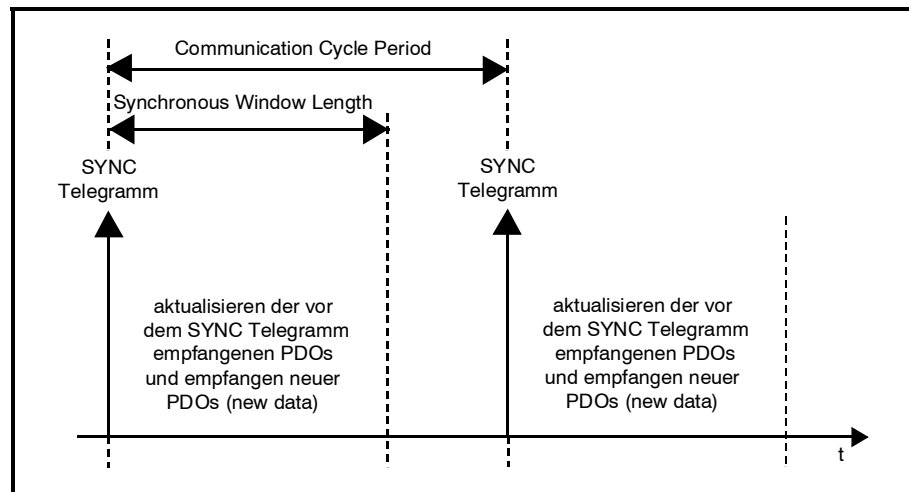 Communication Cycle Period
Synchronous Window Length
SYNC
Telegramm
SYNC
Telegramm
aktualisieren der vor
dem SYNC Telegramm
empfangenen PDOs
und empfangen neuer
PDOs (new data)
aktualisieren der vor
dem SYNC Telegramm
empfangenen PDOs
und empfangen neuer
PDOs (new data)
t